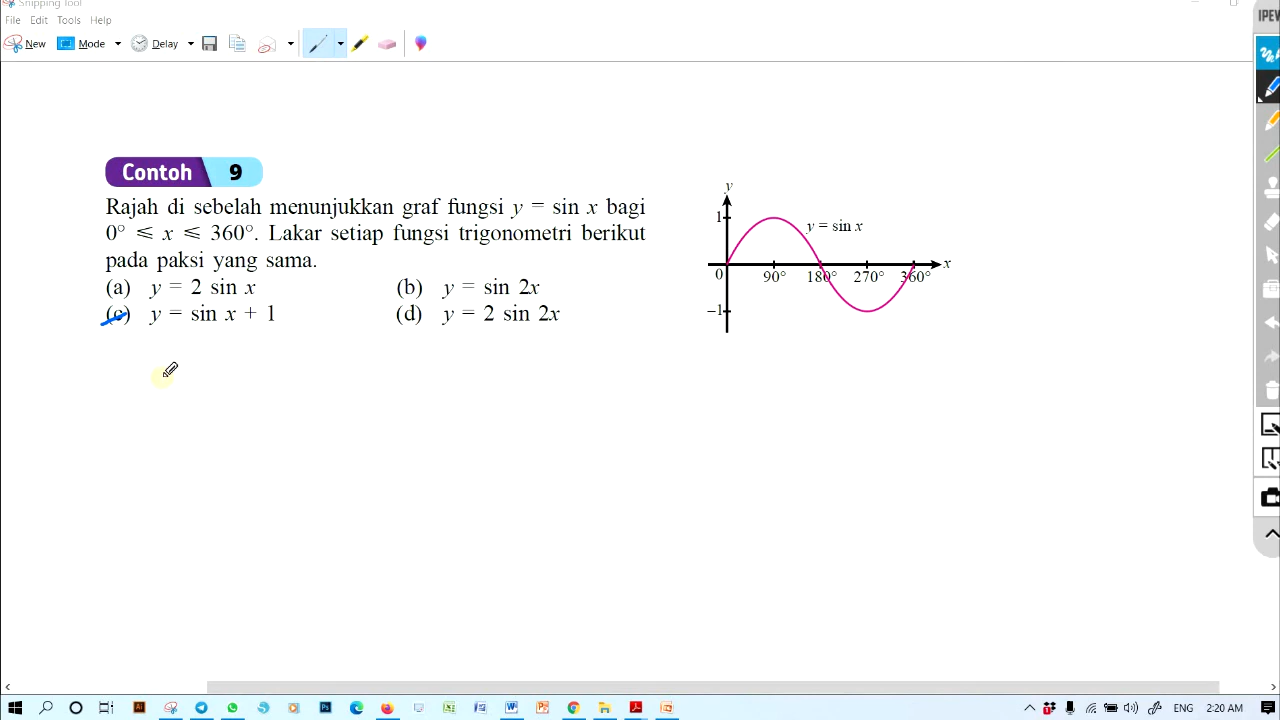 Snipping Tool
File Edit Tools Help
New Mode Delay
IPEV
Contoh 9
Rajah di sebelah menunjukkan graf fungsi y = sin x bagi
0° ⩽ x ⩽ 360°. Lakar setiap fungsi trigonometri berikut
pada paksi yang sama.
(a) y = 2 sin x (b) y = sin 2x
(c) y = sin x + 1 (d) y = 2 sin 2x
y
1
y = sin x
x
0 90° 180° 270° 360°
−1
ENG 2:20 AM